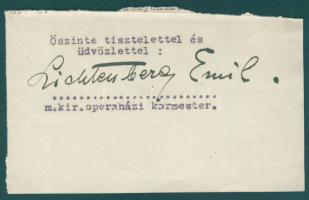 Őszinte tisztelettel és
üdvözlettel :
Lichtenberg Emil .
m.kir.operaházi karmester.